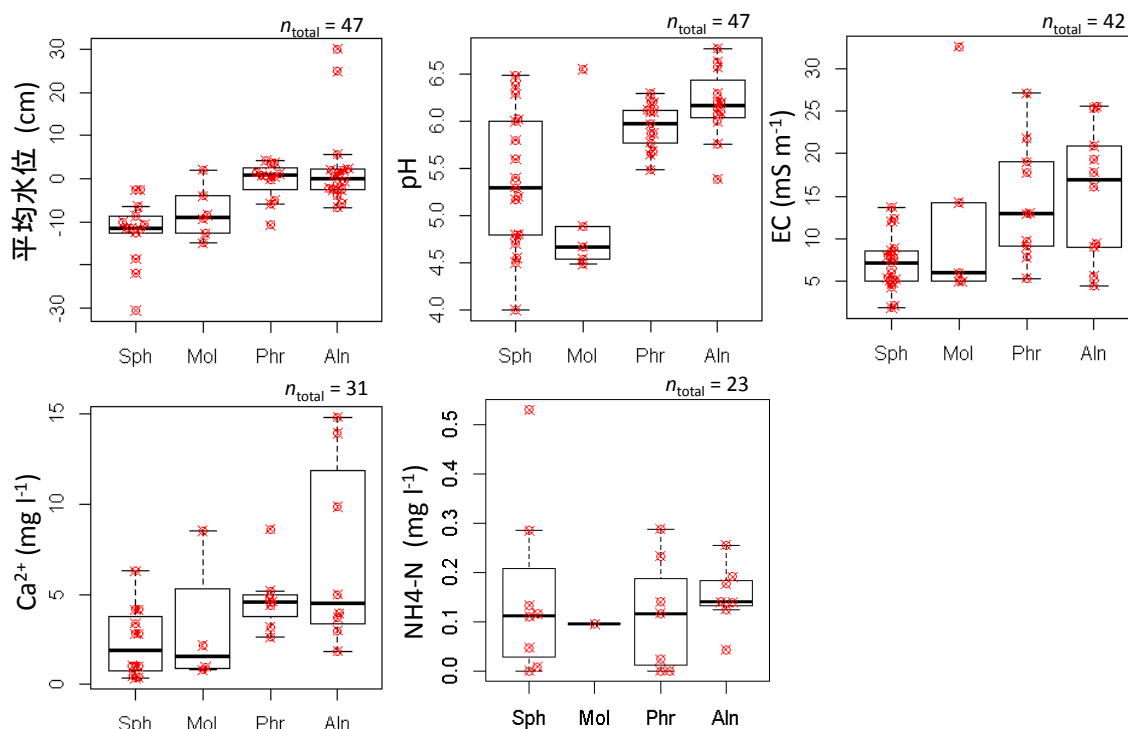 n_total = 47
平均水位 (cm)
30
20
10
0
-10
-30
Sph Mol Phr Aln
n_total = 47
pH
6.5
6.0
5.5
5.0
4.5
4.0
Sph Mol Phr Aln
n_total = 42
EC (mS m⁻¹)
30
25
20
15
10
5
Sph Mol Phr Aln
n_total = 31
Ca²⁺ (mg l⁻¹)
15
10
5
0
Sph Mol Phr Aln
n_total = 23
NH4-N (mg l⁻¹)
0.5
0.4
0.3
0.2
0.1
0.0
Sph Mol Phr Aln